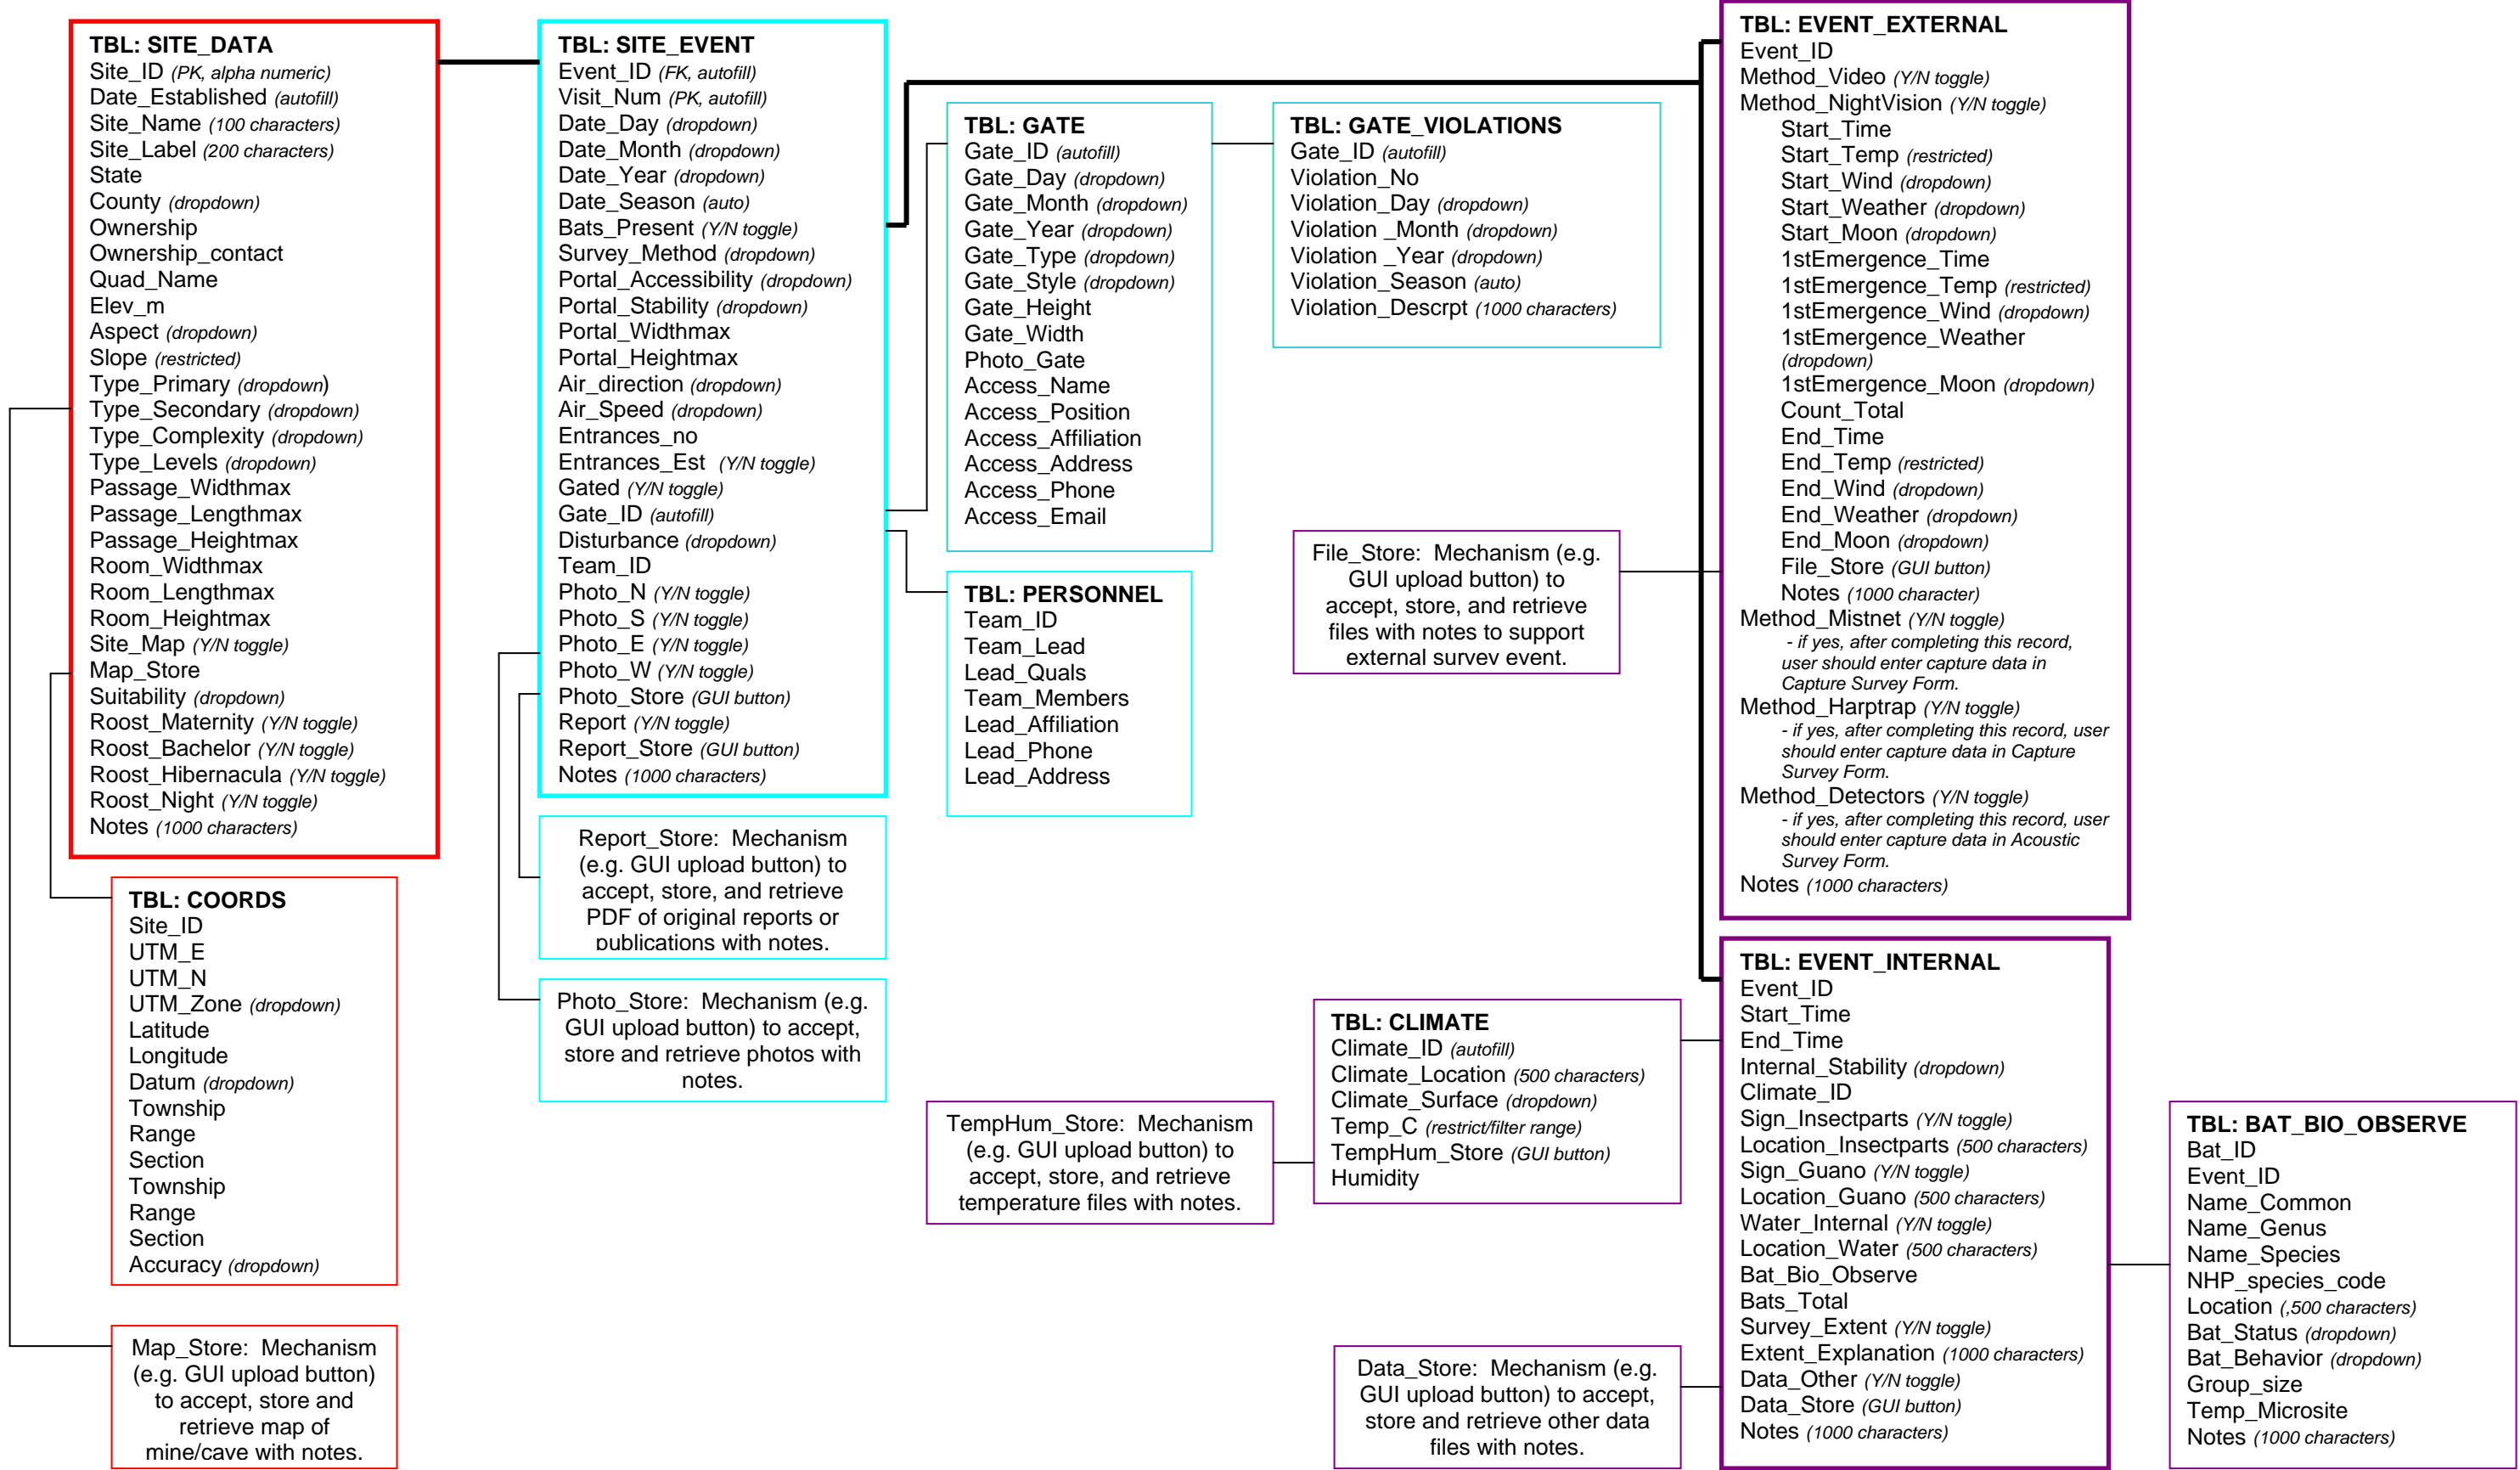 TBL: SITE_DATA
Site_ID (PK, alpha numeric)
Date_Established (autofill)
Site_Name (100 characters)
Site_Label (200 characters)
State
County (dropdown)
Ownership
Ownership_contact
Quad_Name
Elev_m
Aspect (dropdown)
Slope (restricted)
Type_Primary (dropdown)
Type_Secondary (dropdown)
Type_Complexity (dropdown)
Type_Levels (dropdown)
Passage_Widthmax
Passage_Lengthmax
Passage_Heightmax
Room_Widthmax
Room_Lengthmax
Room_Heightmax
Site_Map (Y/N toggle)
Map_Store
Suitability (dropdown)
Roost_Maternity (Y/N toggle)
Roost_Bachelor (Y/N toggle)
Roost_Hibernacula (Y/N toggle)
Roost_Night (Y/N toggle)
Notes (1000 characters)
TBL: COORDS
Site_ID
UTM_E
UTM_N
UTM_Zone (dropdown)
Latitude
Longitude
Datum (dropdown)
Township
Range
Section
Township
Range
Section
Accuracy (dropdown)
Map_Store: Mechanism
(e.g. GUI upload button)
to accept, store and
retrieve map of
mine/cave with notes.
TBL: SITE_EVENT
Event_ID (FK, autofill)
Visit_Num (PK, autofill)
Date_Day (dropdown)
Date_Month (dropdown)
Date_Year (dropdown)
Date_Season (auto)
Bats_Present (Y/N toggle)
Survey_Method (dropdown)
Portal_Accessibility (dropdown)
Portal_Stability (dropdown)
Portal_Widthmax
Portal_Heightmax
Air_direction (dropdown)
Air_Speed (dropdown)
Entrances_no
Entrances_Est (Y/N toggle)
Gated (Y/N toggle)
Gate_ID (autofill)
Disturbance (dropdown)
Team_ID
Photo_N (Y/N toggle)
Photo_S (Y/N toggle)
Photo_E (Y/N toggle)
Photo_W (Y/N toggle)
Photo_Store (GUI button)
Report (Y/N toggle)
Report_Store (GUI button)
Notes (1000 characters)
Report_Store: Mechanism
(e.g. GUI upload button) to
accept, store, and retrieve
PDF of original reports or
publications with notes.
Photo_Store: Mechanism (e.g.
GUI upload button) to accept,
store and retrieve photos with
notes.
TBL: GATE
Gate_ID (autofill)
Gate_Day (dropdown)
Gate_Month (dropdown)
Gate_Year (dropdown)
Gate_Type (dropdown)
Gate_Style (dropdown)
Gate_Height
Gate_Width
Photo_Gate
Access_Name
Access_Position
Access_Affiliation
Access_Address
Access_Phone
Access_Email
TBL: PERSONNEL
Team_ID
Team_Lead
Lead_Quals
Team_Members
Lead_Affiliation
Lead_Phone
Lead_Address
TBL: GATE_VIOLATIONS
Gate_ID (autofill)
Violation_No
Violation_Day (dropdown)
Violation _Month (dropdown)
Violation _Year (dropdown)
Violation_Season (auto)
Violation_Descrpt (1000 characters)
File_Store: Mechanism (e.g.
GUI upload button) to
accept, store, and retrieve
files with notes to support
external survey event.
TBL: EVENT_EXTERNAL
Event_ID
Method_Video (Y/N toggle)
Method_NightVision (Y/N toggle)
Start_Time
Start_Temp (restricted)
Start_Wind (dropdown)
Start_Weather (dropdown)
Start_Moon (dropdown)
1stEmergence_Time
1stEmergence_Temp (restricted)
1stEmergence_Wind (dropdown)
1stEmergence_Weather
(dropdown)
1stEmergence_Moon (dropdown)
Count_Total
End_Time
End_Temp (restricted)
End_Wind (dropdown)
End_Weather (dropdown)
End_Moon (dropdown)
File_Store (GUI button)
Notes (1000 character)
Method_Mistnet (Y/N toggle)
- if yes, after completing this record,
user should enter capture data in
Capture Survey Form.
Method_Harptrap (Y/N toggle)
- if yes, after completing this record, user
should enter capture data in Capture
Survey Form.
Method_Detectors (Y/N toggle)
- if yes, after completing this record, user
should enter capture data in Acoustic
Survey Form.
Notes (1000 characters)
TempHum_Store: Mechanism
(e.g. GUI upload button) to
accept, store, and retrieve
temperature files with notes.
TBL: CLIMATE
Climate_ID (autofill)
Climate_Location (500 characters)
Climate_Surface (dropdown)
Temp_C (restrict/filter range)
TempHum_Store (GUI button)
Humidity
Data_Store: Mechanism (e.g.
GUI upload button) to accept,
store and retrieve other data
files with notes.
TBL: EVENT_INTERNAL
Event_ID
Start_Time
End_Time
Internal_Stability (dropdown)
Climate_ID
Sign_Insectparts (Y/N toggle)
Location_Insectparts (500 characters)
Sign_Guano (Y/N toggle)
Location_Guano (500 characters)
Water_Internal (Y/N toggle)
Location_Water (500 characters)
Bat_Bio_Observe
Bats_Total
Survey_Extent (Y/N toggle)
Extent_Explanation (1000 characters)
Data_Other (Y/N toggle)
Data_Store (GUI button)
Notes (1000 characters)
TBL: BAT_BIO_OBSERVE
Bat_ID
Event_ID
Name_Common
Name_Genus
Name_Species
NHP_species_code
Location (,500 characters)
Bat_Status (dropdown)
Bat_Behavior (dropdown)
Group_size
Temp_Microsite
Notes (1000 characters)